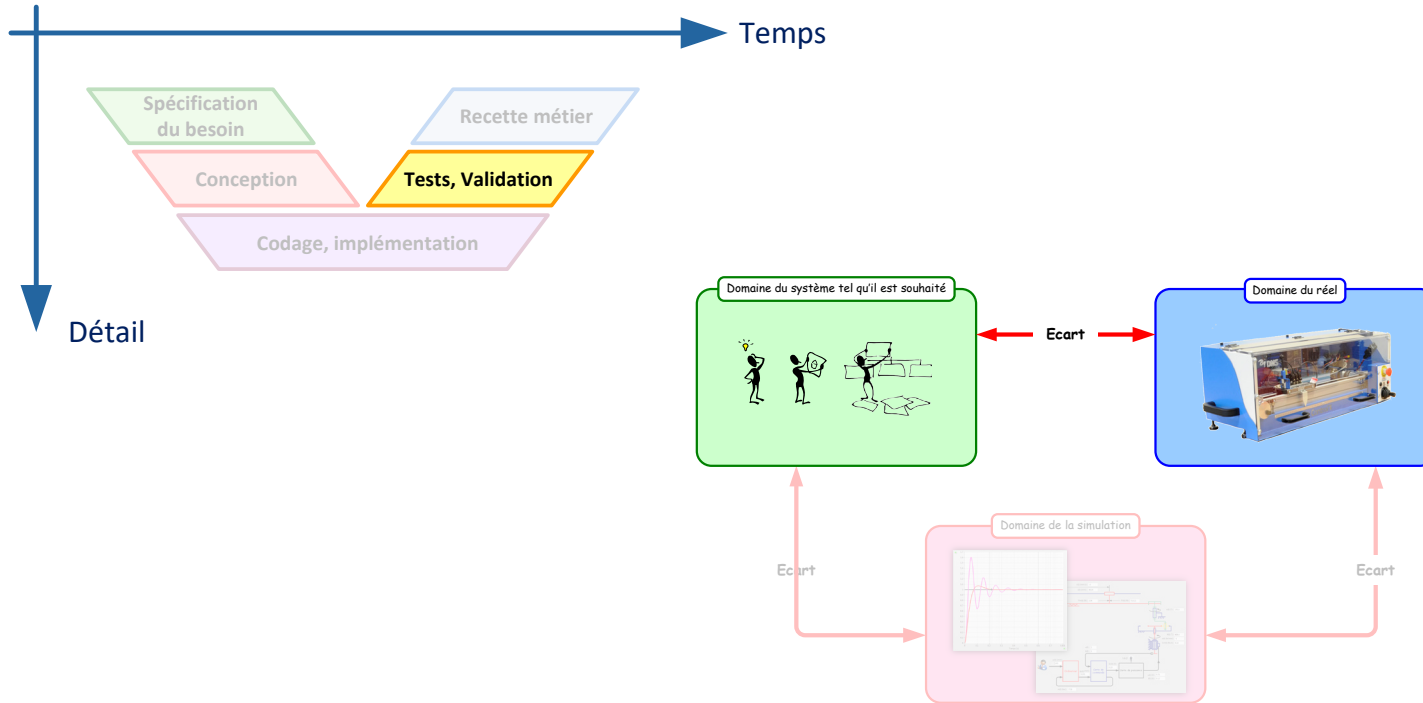 Temps
Spécification
du besoin
Recette métier
Conception
Tests, Validation
Codage, implémentation
Détail
Domaine du système tel qu'il est souhaité
Domaine du réel
Ecart
Domaine de la simulation
Ecart
Ecart